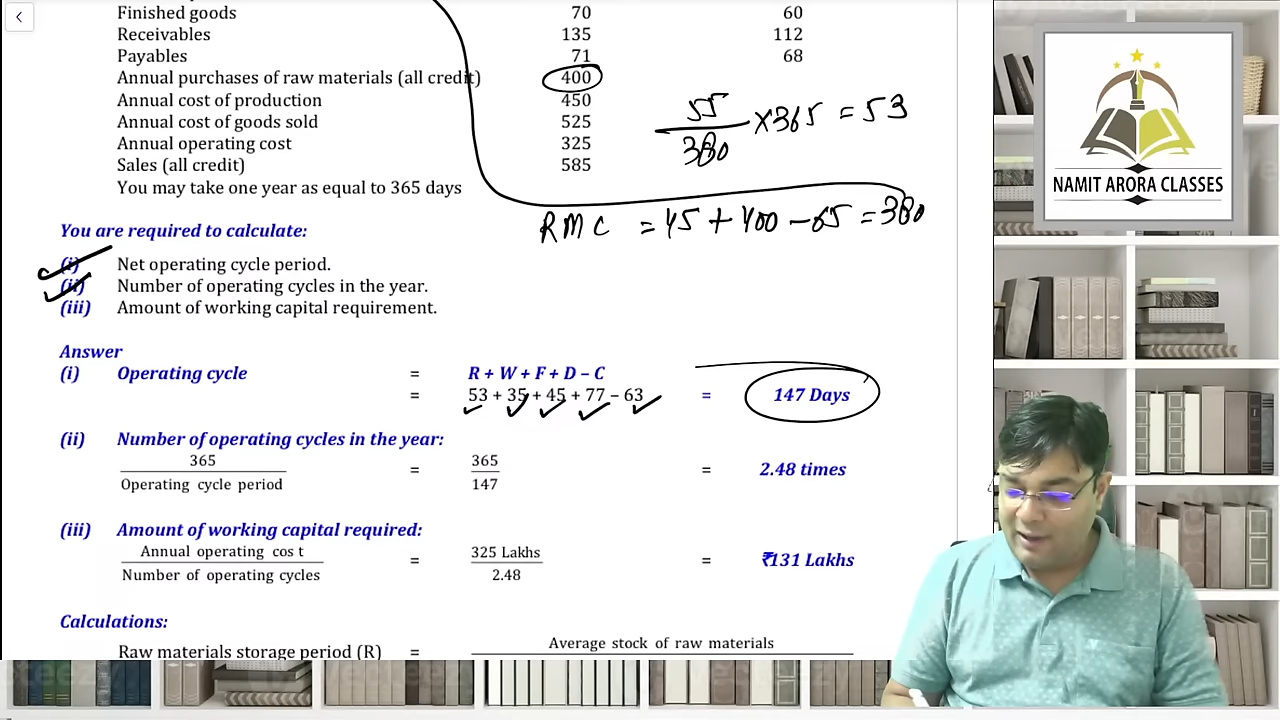 Finished goods 70 60
Receivables 135 112
Payables 71 68
Annual purchases of raw materials (all credit) 400
Annual cost of production 450
Annual cost of goods sold 525
Annual operating cost 325
Sales (all credit) 585
You may take one year as equal to 365 days
55
380 ×365 = 53
RMC = 45 + 400 - 65 = 380
You are required to calculate:
(i) Net operating cycle period.
(ii) Number of operating cycles in the year.
(iii) Amount of working capital requirement.
Answer
(i) Operating cycle = R + W + F + D – C
= 53 + 35 + 45 + 77 – 63 = 147 Days
(ii) Number of operating cycles in the year:
365
Operating cycle period = 365
147 = 2.48 times
(iii) Amount of working capital required:
Annual operating cos t
Number of operating cycles = 325 Lakhs
2.48 = ₹131 Lakhs
Calculations:
Raw materials storage period (R) = Average stock of raw materials
NAMIT ARORA CLASSES